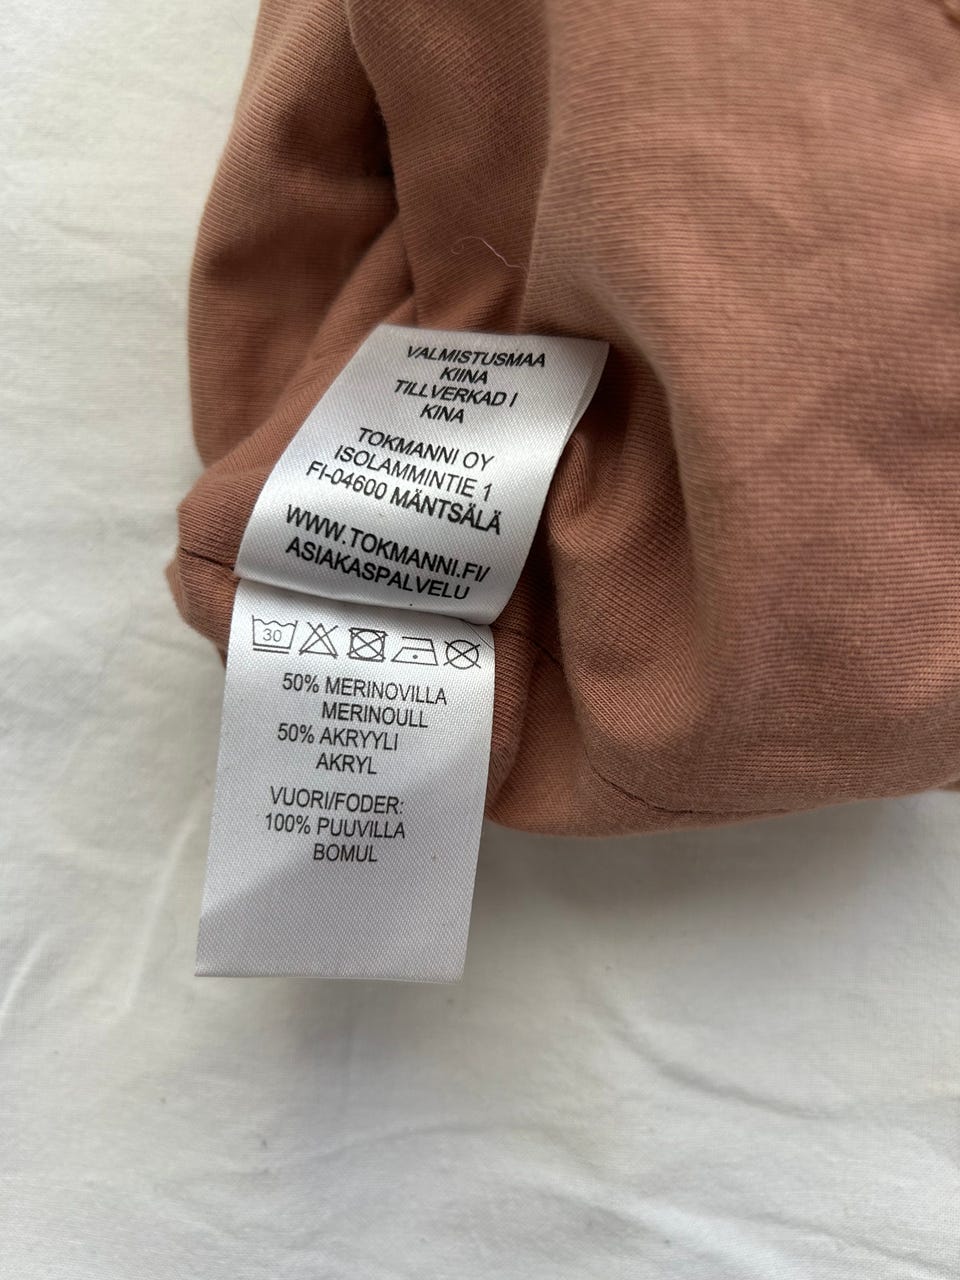 VALMISTUSMAA
KIINA
TILLVERKAD I
KINA
TOKMANNI OY
ISOLAMMINTIE 1
FI-04600 MÄNTSÄLÄ
WWW.TOKMANNI.FI/
ASIAKASPALVELU
30
50% MERINOVILLA
MERINOULL
50% AKRYYLI
AKRYL
VUORI/FODER:
100% PUUVILLA
BOMUL